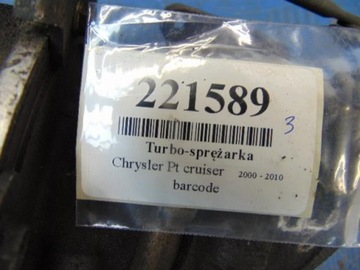 221589
3
Turbo-sprężarka
Chrysler Pt cruiser 2000 - 2010
barcode